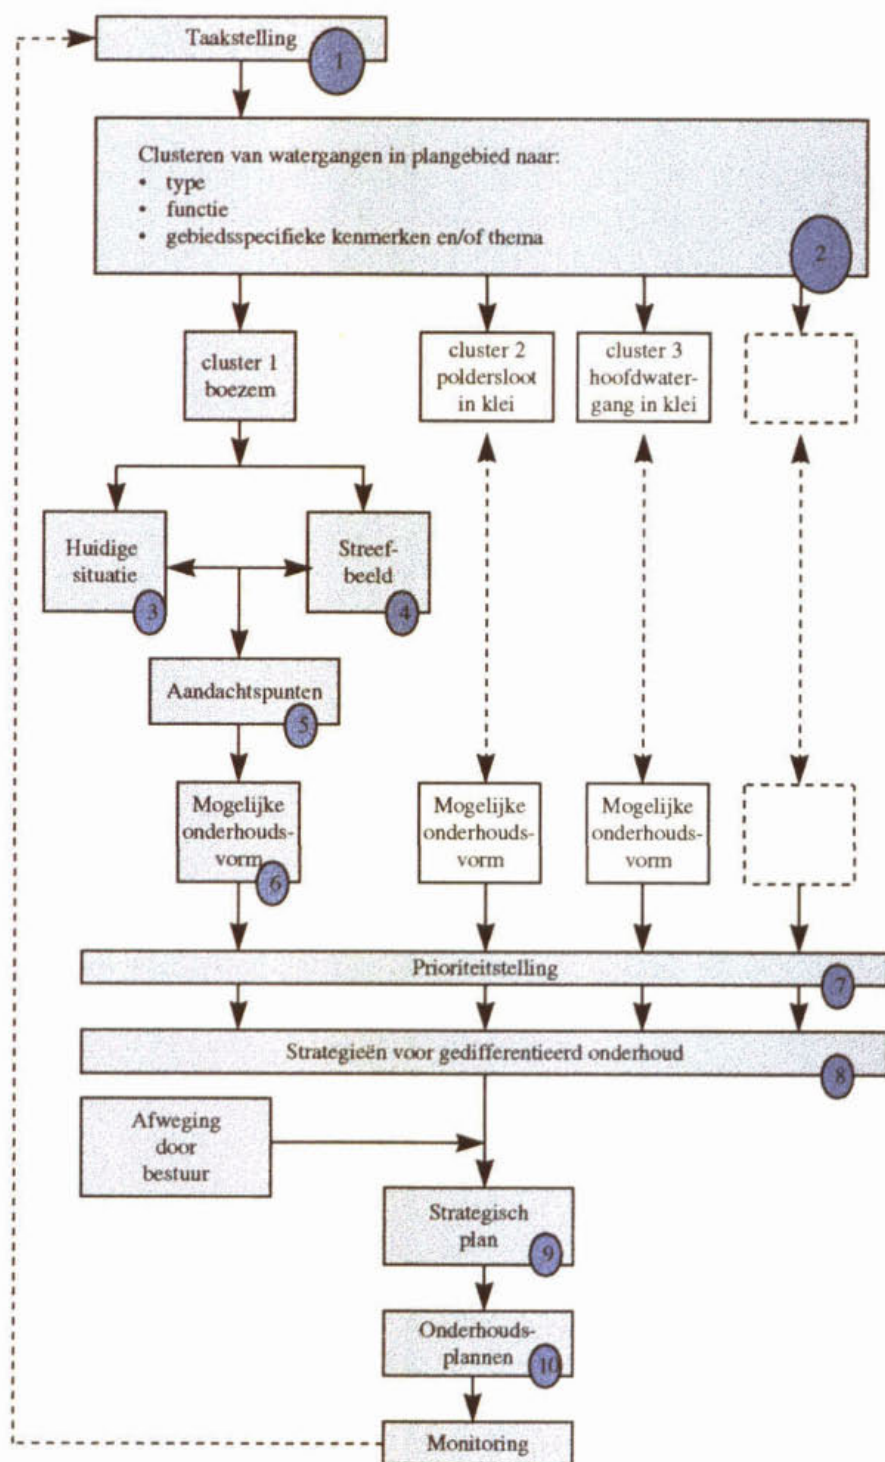 Taakstelling
1
Clusteren van watergangen in plangebied naar:
• type
• functie
• gebiedsspecifieke kenmerken en/of thema
2
cluster 1
boezem
cluster 2
poldersloot
in klei
cluster 3
hoofdwater-
gang in klei
Huidige
situatie
3
Streef-
beeld
4
Aandachtspunten
5
Mogelijke
onderhouds-
vorm
6
Mogelijke
onderhouds-
vorm
Mogelijke
onderhouds-
vorm
Prioriteitstelling
7
Strategieën voor gedifferentieerd onderhoud
8
Afweging
door
bestuur
Strategisch
plan
9
Onderhouds-
plannen
10
Monitoring